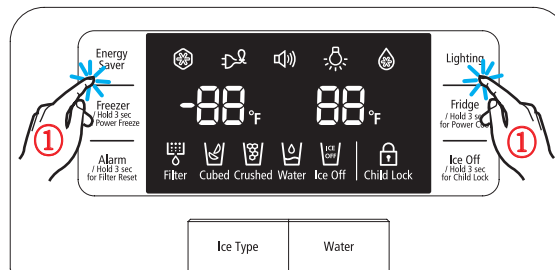 Energy
Saver
Lighting
Freezer
/ Hold 3 sec
Power Freeze
-88 °F
88 °F
Fridge
/ Hold 3 sec
for Power
①
①
Alarm
/ Hold 3 sec
for Filter Reset
ICE
OFF
Filter Cubed Crushed Water Ice Off Child Lock
Ice Off
/ Hold 3 sec
for Child Lock
Ice Type
Water